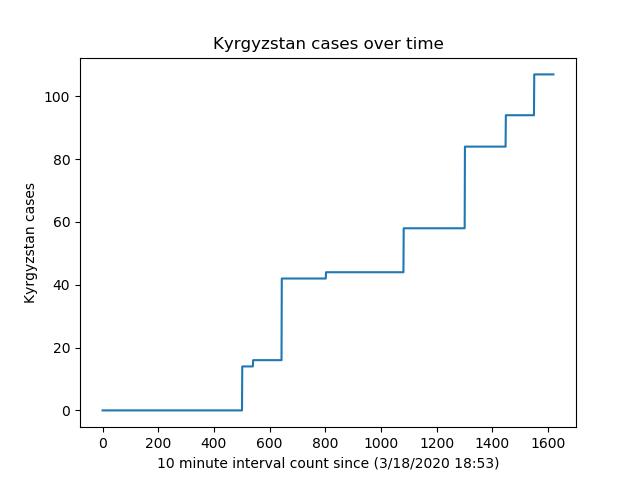 Kyrgyzstan cases over time
Kyrgyzstan cases
100
80
60
40
20
0
0 200 400 600 800 1000 1200 1400 1600
10 minute interval count since (3/18/2020 18:53)